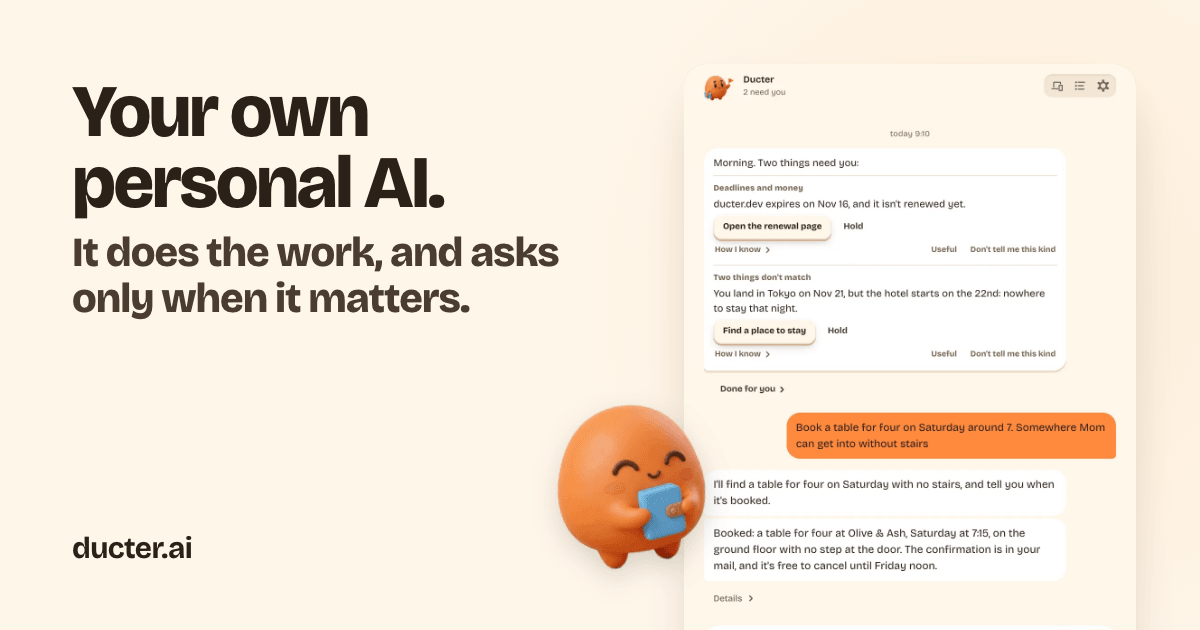 Your own
personal AI.
It does the work, and asks
only when it matters.
ducter.ai
Ducter
2 need you
today 9:10
Morning. Two things need you:
Deadlines and money
ducter.dev expires on Nov 16, and it isn't renewed yet.
Open the renewal page
Hold
How I know
Useful
Don't tell me this kind
Two things don't match
You land in Tokyo on Nov 21, but the hotel starts on the 22nd: nowhere
to stay that night.
Find a place to stay
Hold
How I know
Useful
Don't tell me this kind
Done for you
Book a table for four on Saturday around 7. Somewhere Mom
can get into without stairs
I'll find a table for four on Saturday with no stairs, and tell you when
it's booked.
Booked: a table for four at Olive & Ash, Saturday at 7:15, on the
ground floor with no step at the door. The confirmation is in your
mail, and it's free to cancel until Friday noon.
Details